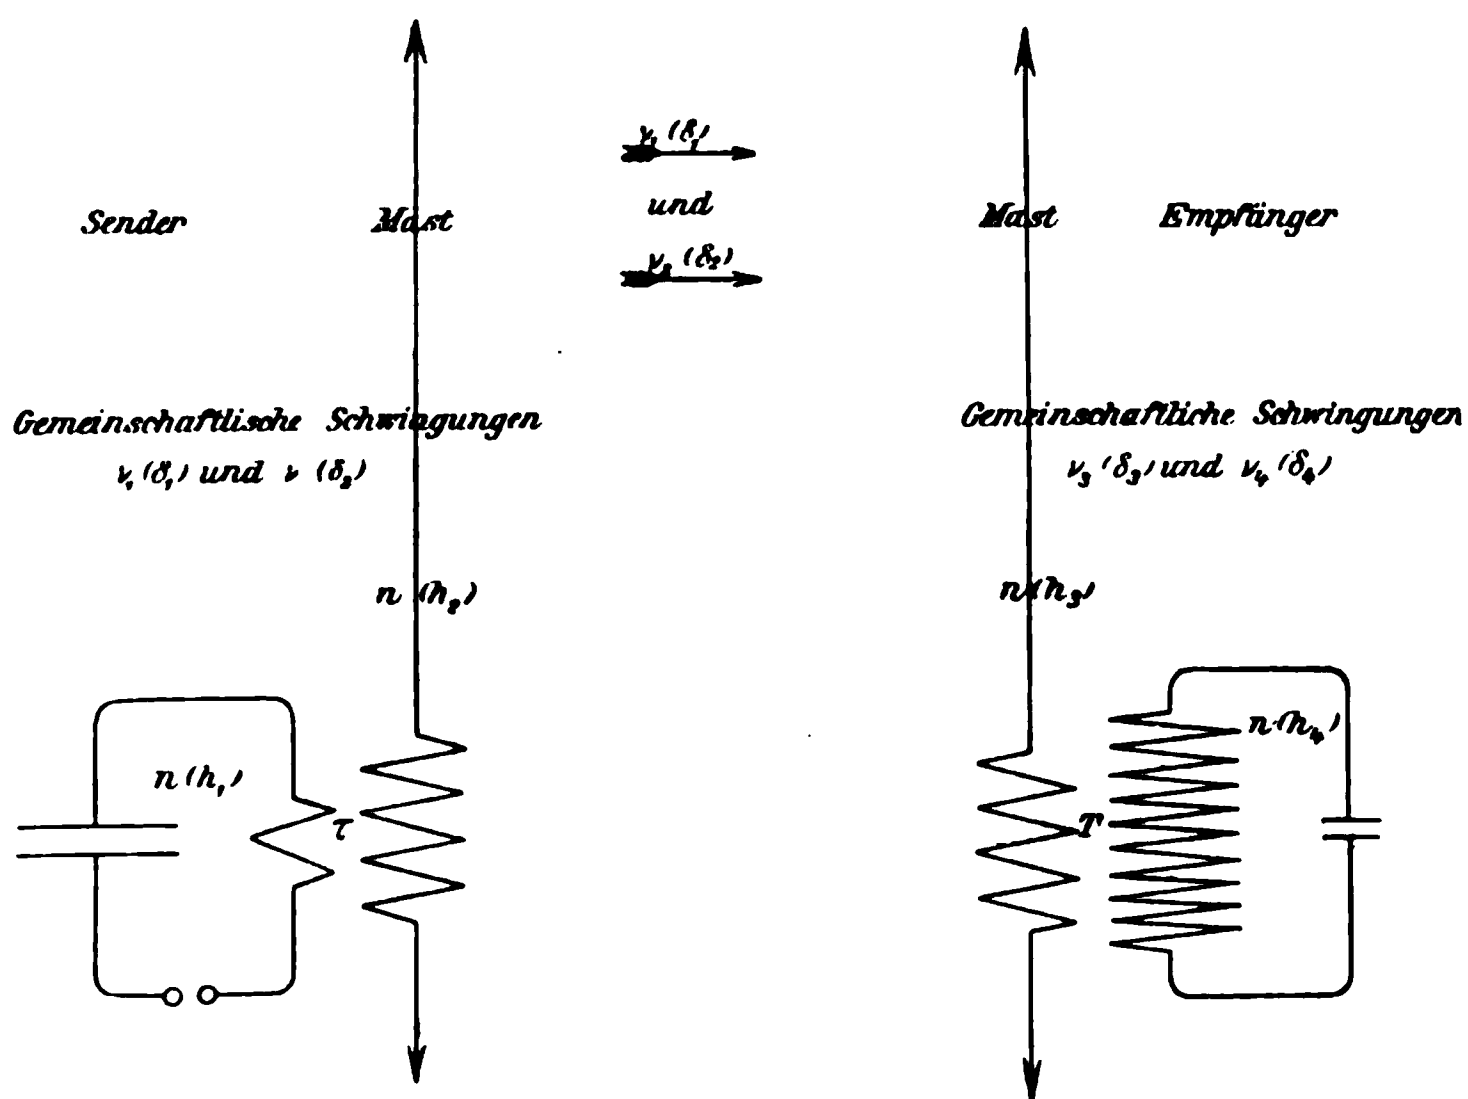 ν₁ (δ₁)
und
ν₂ (δ₂)
Sender
Mast
Mast
Empfänger
Gemeinschaftlische Schwingungen
ν₁ (δ₁) und ν (δ₂)
Gemeinschaftliche Schwingungen
ν₃ (δ₃) und ν₄ (δ₄)
n (h₂)
n (h₃)
n (h₁)
τ
T
n (h₄)